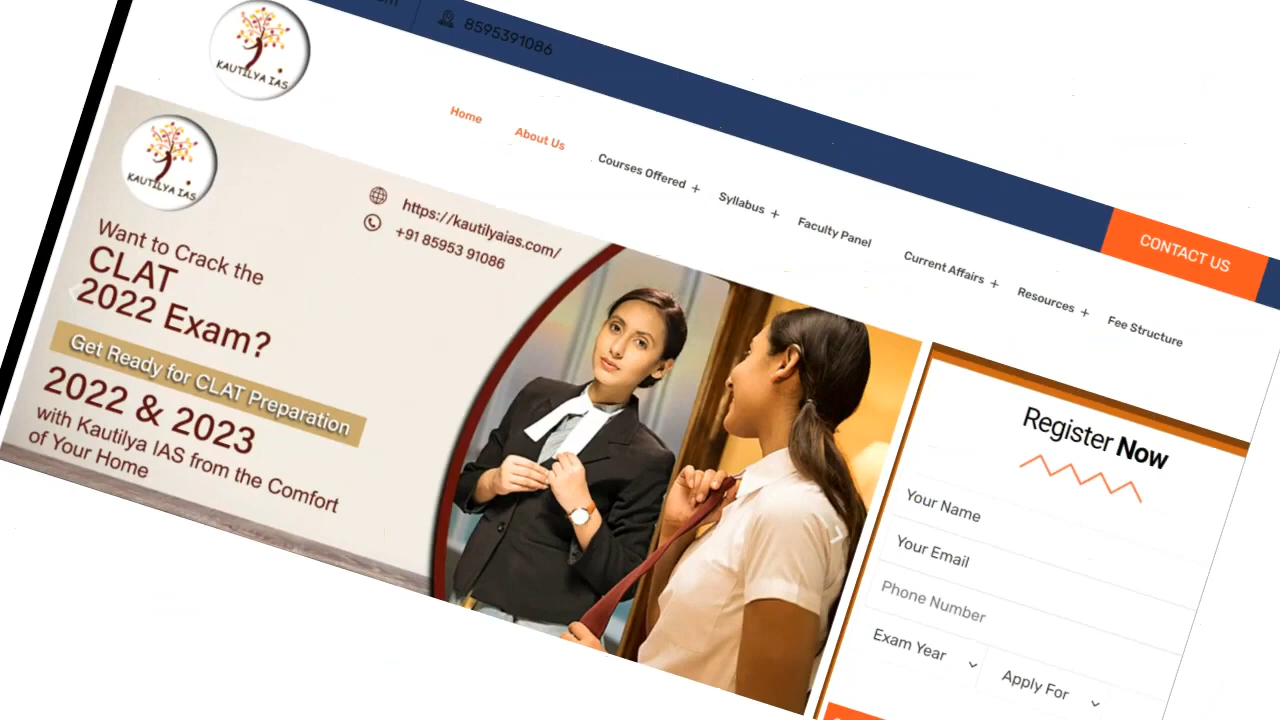 8595391086
KAUTILYA IAS
Home
About Us
Courses Offered +
Syllabus +
Faculty Panel
Current Affairs +
Resources +
Fee Structure
CONTACT US
KAUTILYA IAS
https://kautilyaias.com/
+91 85953 91086
Want to Crack the
CLAT
2022 Exam?
Get Ready for CLAT Preparation
2022 & 2023
with Kautilya IAS from the Comfort
of Your Home
Register Now
Your Name
Your Email
Phone Number
Exam Year
Apply For